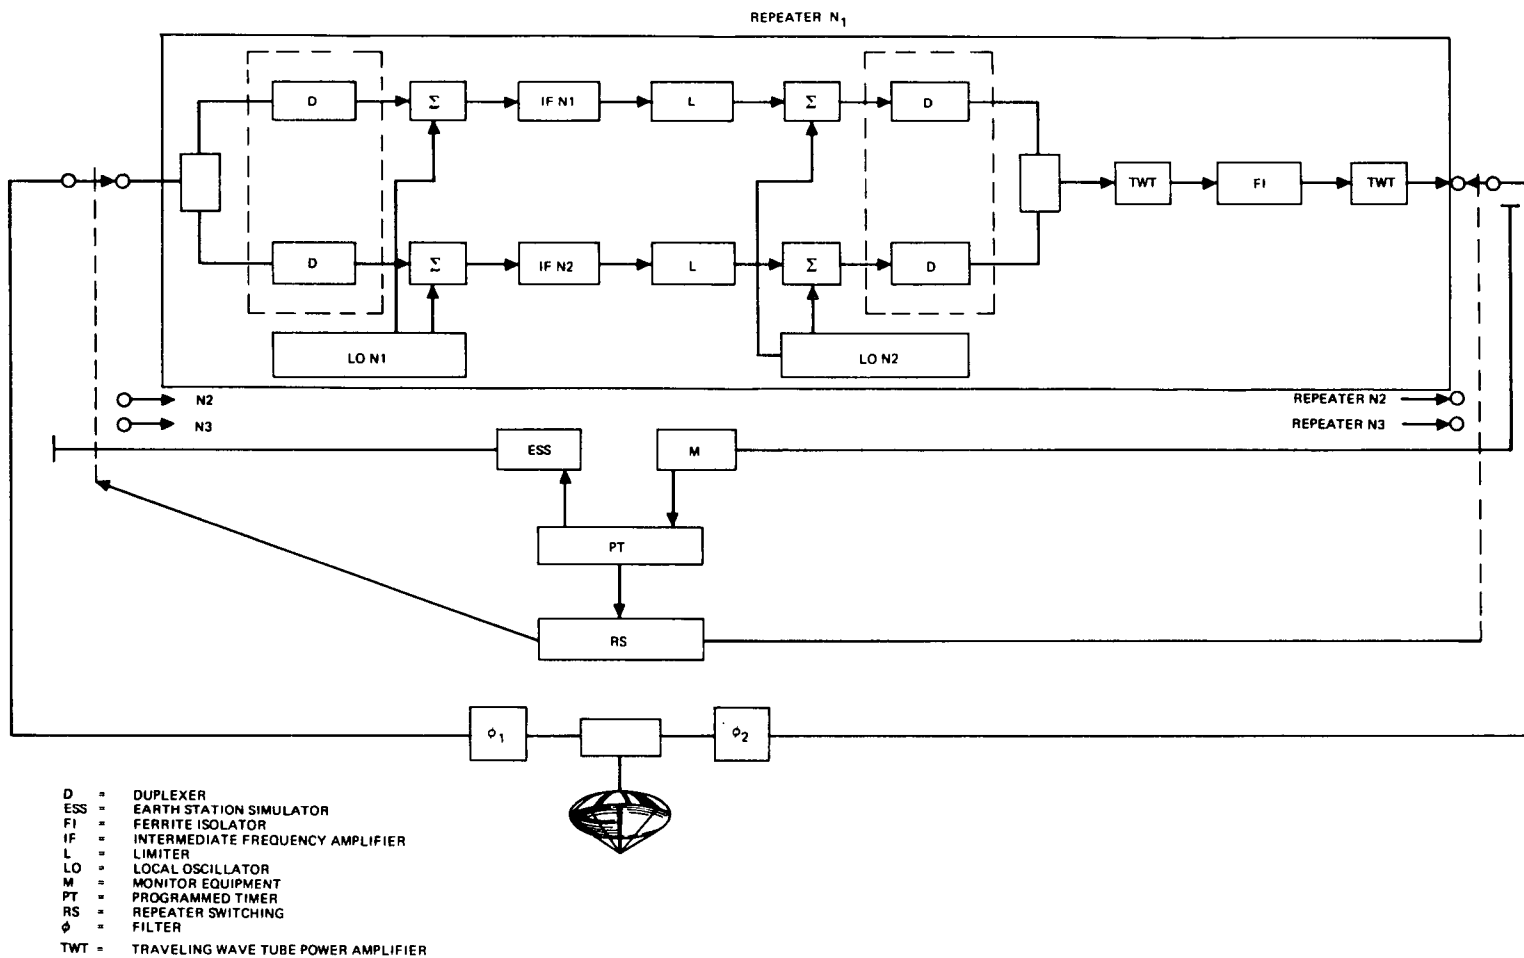 REPEATER N1
D
Σ
IF N1
L
Σ
D
TWT
FI
TWT
D
Σ
IF N2
L
Σ
D
LO N1
LO N2
N2
N3
REPEATER N2
REPEATER N3
ESS
M
PT
RS
ϕ1
ϕ2
D = DUPLEXER
ESS = EARTH STATION SIMULATOR
FI = FERRITE ISOLATOR
IF = INTERMEDIATE FREQUENCY AMPLIFIER
L = LIMITER
LO = LOCAL OSCILLATOR
M = MONITOR EQUIPMENT
PT = PROGRAMMED TIMER
RS = REPEATER SWITCHING
ϕ = FILTER
TWT = TRAVELING WAVE TUBE POWER AMPLIFIER